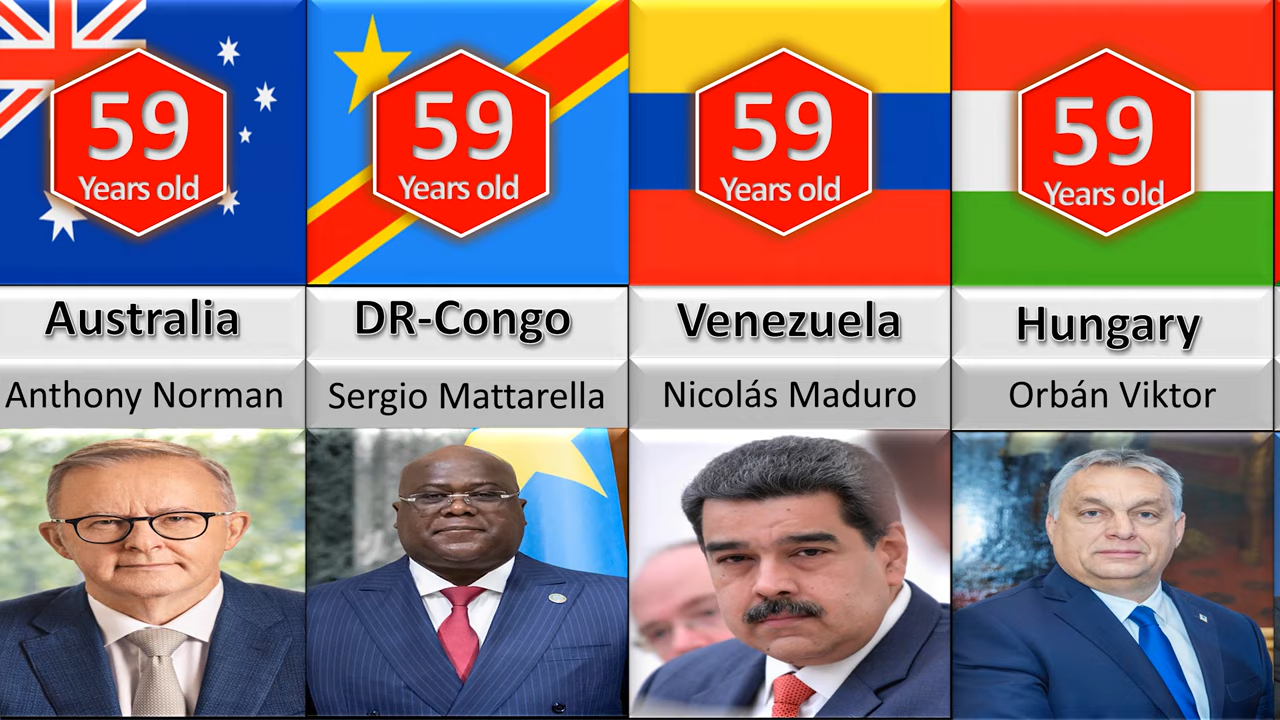 59
Years old
59
Years old
59
Years old
59
Years old
Australia
DR-Congo
Venezuela
Hungary
Anthony Norman
Sergio Mattarella
Nicolás Maduro
Orbán Viktor